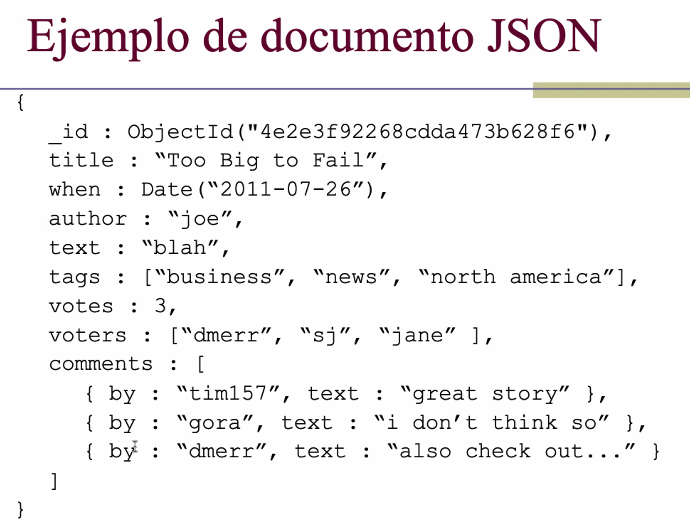 Ejemplo de documento JSON
{
_id : ObjectId("4e2e3f92268cdda473b628f6"),
title : “Too Big to Fail”,
when : Date(“2011-07-26”),
author : “joe”,
text : “blah”,
tags : [“business”, “news”, “north america”],
votes : 3,
voters : [“dmerr”, “sj”, “jane” ],
comments : [
{ by : “tim157”, text : “great story” },
{ by : “gora”, text : “i don’t think so” },
{ by : “dmerr”, text : “also check out...” }
]
}